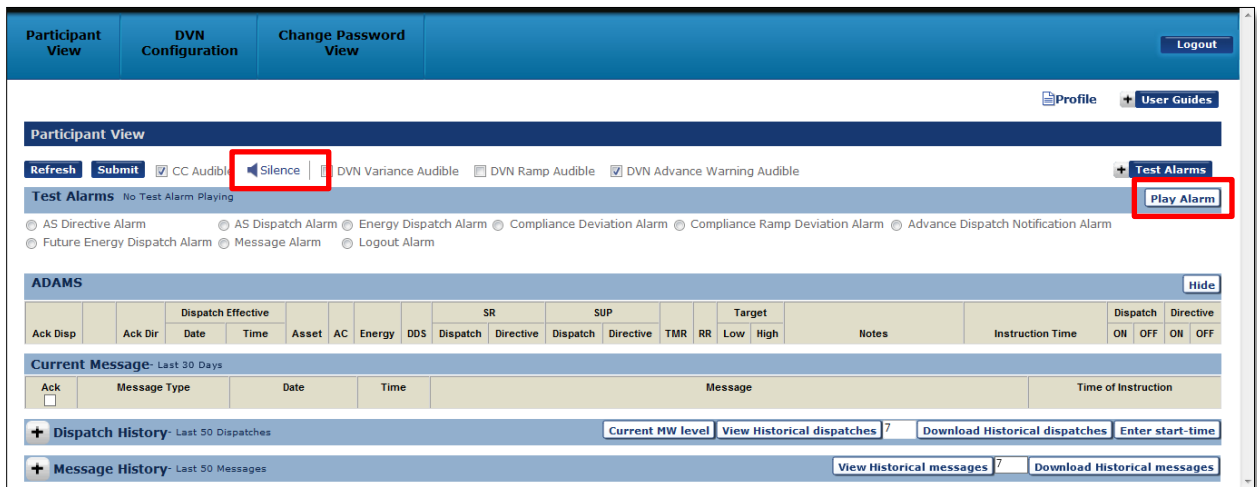 Participant View DVN Configuration Change Password View Logout
Profile + User Guides
Participant View
Refresh Submit CC Audible Silence DVN Variance Audible DVN Ramp Audible DVN Advance Warning Audible + Test Alarms
Test Alarms No Test Alarm Playing Play Alarm
AS Directive Alarm AS Dispatch Alarm Energy Dispatch Alarm Compliance Deviation Alarm Compliance Ramp Deviation Alarm Advance Dispatch Notification Alarm
Future Energy Dispatch Alarm Message Alarm Logout Alarm
ADAMS Hide
Dispatch Effective SR SUP Target Dispatch Directive
Ack Disp Ack Dir Date Time Asset AC Energy DDS Dispatch Directive Dispatch Directive TMR RR Low High Notes Instruction Time ON OFF ON OFF
Current Message- Last 30 Days
Ack Message Type Date Time Message Time of Instruction
+ Dispatch History- Last 50 Dispatches Current MW level View Historical dispatches 7 Download Historical dispatches Enter start-time
+ Message History- Last 50 Messages View Historical messages 7 Download Historical messages